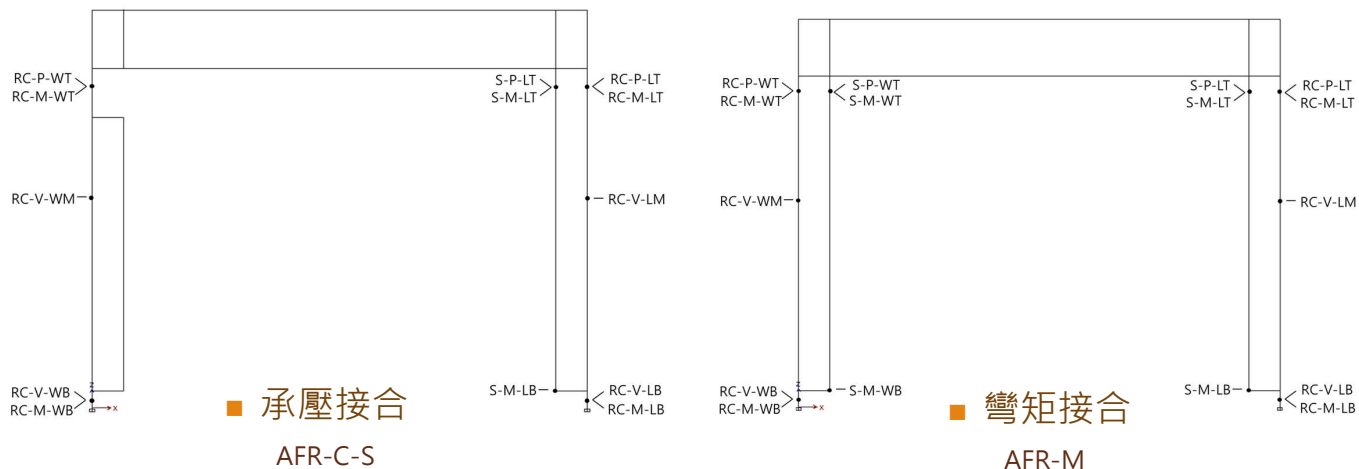 RC-P-WT
RC-M-WT
S-P-LT
S-M-LT
RC-P-LT
RC-M-LT
RC-V-WM
RC-V-LM
RC-V-WB
RC-M-WB
Z
X
S-M-LB
RC-V-LB
RC-M-LB
■ 承壓接合
AFR-C-S
RC-P-WT
RC-M-WT
S-P-WT
S-M-WT
S-P-LT
S-M-LT
RC-P-LT
RC-M-LT
RC-V-WM
RC-V-LM
RC-V-WB
RC-M-WB
Z
X
S-M-WB
S-M-LB
RC-V-LB
RC-M-LB
■ 彎矩接合
AFR-M